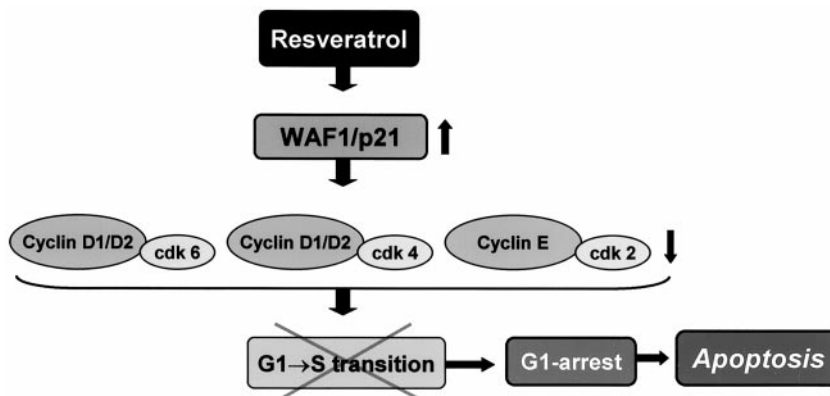 Resveratrol
WAF1/p21
Cyclin D1/D2 cdk 6 Cyclin D1/D2 cdk 4 Cyclin E cdk 2
G1→S transition G1-arrest Apoptosis